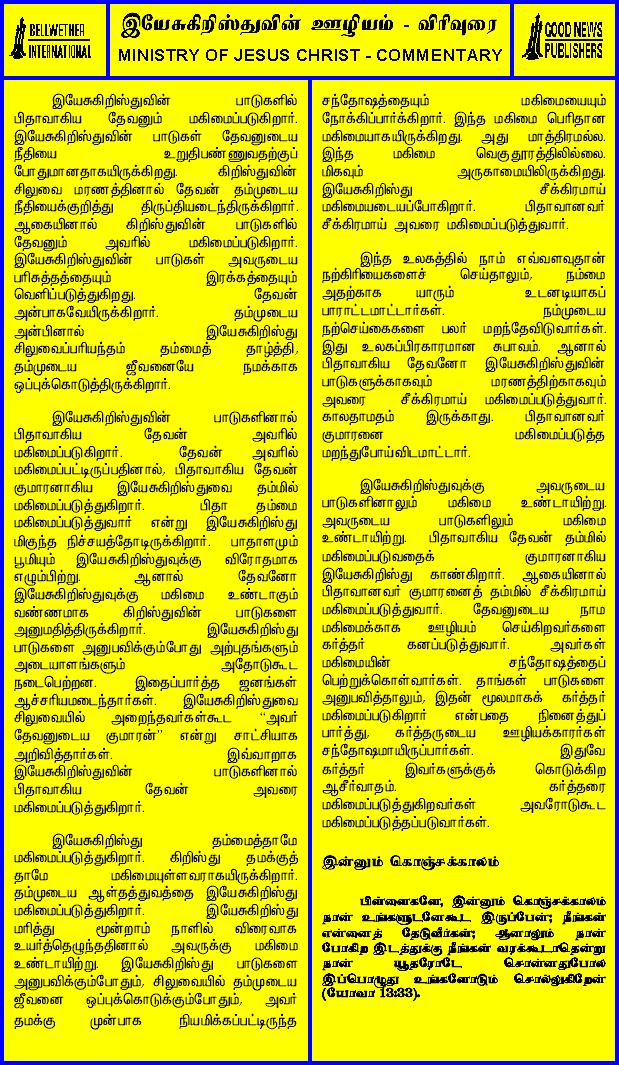 BELLWETHER
INTERNATIONAL
இயேசுகிறிஸ்துவின் ஊழியம் - விரிவுரை
MINISTRY OF JESUS CHRIST - COMMENTARY
GOOD NEWS
PUBLISHERS
இயேசுகிறிஸ்துவின் பாடுகளில்
பிதாவாகிய தேவனும் மகிமைப்படுகிறார்.
இயேசுகிறிஸ்துவின் பாடுகள் தேவனுடைய
நீதியை உறுதிபண்ணுவதற்குப்
போதுமானதாகயிருக்கிறது. கிறிஸ்துவின்
சிலுவை மரணத்தினால் தேவன் தம்முடைய
நீதியைக்குறித்து திருப்தியடைந்திருக்கிறார்.
ஆகையினால் கிறிஸ்துவின் பாடுகளில்
தேவனும் அவரில் மகிமைப்படுகிறார்.
இயேசுகிறிஸ்துவின் பாடுகள் அவருடைய
பரிசுத்தத்தையும் இரக்கத்தையும்
வெளிப்படுத்துகிறது. தேவன்
அன்பாகவேயிருக்கிறார். தம்முடைய
அன்பினால் இயேசுகிறிஸ்து
சிலுவைப்பரியந்தம் தம்மைத் தாழ்த்தி,
தம்முடைய ஜீவனையே நமக்காக
ஒப்புக்கொடுத்திருக்கிறார்.
இயேசுகிறிஸ்துவின் பாடுகளினால்
பிதாவாகிய தேவன் அவரில்
மகிமைப்படுகிறார். தேவன் அவரில்
மகிமைப்பட்டிருப்பதினால், பிதாவாகிய தேவன்
குமாரனாகிய இயேசுகிறிஸ்துவை தம்மில்
மகிமைப்படுத்துகிறார். பிதா தம்மை
மகிமைப்படுத்துவார் என்று இயேசுகிறிஸ்து
மிகுந்த நிச்சயத்தோடிருக்கிறார். பாதாளமும்
பூமியும் இயேசுகிறிஸ்துவுக்கு விரோதமாக
எழும்பிற்று. ஆனால் தேவனோ
இயேசுகிறிஸ்துவுக்கு மகிமை உண்டாகும்
வண்ணமாக கிறிஸ்துவின் பாடுகளை
அனுமதித்திருக்கிறார். இயேசுகிறிஸ்து
பாடுகளை அனுபவிக்கும்போது அற்புதங்களும்
அடையாளங்களும் அதோடுகூட
நடைபெற்றன. இதைப்பார்த்த ஜனங்கள்
ஆச்சரியமடைந்தார்கள். இயேசுகிறிஸ்துவை
சிலுவையில் அறைந்தவர்கள்கூட “அவர்
தேவனுடைய குமாரன்” என்று சாட்சியாக
அறிவித்தார்கள். இவ்வாறாக
இயேசுகிறிஸ்துவின் பாடுகளினால்
பிதாவாகிய தேவன் அவரை
மகிமைப்படுத்துகிறார்.
இயேசுகிறிஸ்து தம்மைத்தாமே
மகிமைப்படுத்துகிறார். கிறிஸ்து தமக்குத்
தாமே மகிமையுள்ளவராகயிருக்கிறார்.
தம்முடைய ஆள்தத்துவத்தை இயேசுகிறிஸ்து
மகிமைப்படுத்துகிறார். இயேசுகிறிஸ்து
மரித்து மூன்றாம் நாளில் விரைவாக
உயர்த்தெழுந்ததினால் அவருக்கு மகிமை
உண்டாயிற்று. இயேசுகிறிஸ்து பாடுகளை
அனுபவிக்கும்போதும், சிலுவையில் தம்முடைய
ஜீவனை ஒப்புக்கொடுக்கும்போதும், அவர்
தமக்கு முன்பாக நியமிக்கப்பட்டிருந்த
சந்தோஷத்தையும் மகிமையையும்
நோக்கிப்பார்க்கிறார். இந்த மகிமை பெரிதான
மகிமையாகயிருக்கிறது. அது மாத்திரமல்ல.
இந்த மகிமை வெகுதூரத்திலில்லை.
மிகவும் அருகாமையிலிருக்கிறது.
இயேசுகிறிஸ்து சீக்கிரமாய்
மகிமையடையப்போகிறார். பிதாவானவர்
சீக்கிரமாய் அவரை மகிமைப்படுத்துவார்.
இந்த உலகத்தில் நாம் எவ்வளவுதான்
நற்கிரியைகளைச் செய்தாலும், நம்மை
அதற்காக யாரும் உடனடியாகப்
பாராட்டமாட்டார்கள். நம்முடைய
நற்செய்கைகளை பலர் மறந்தேவிடுவார்கள்.
இது உலகப்பிரகாரமான சுபாவம். ஆனால்
பிதாவாகிய தேவனோ இயேசுகிறிஸ்துவின்
பாடுகளுக்காகவும் மரணத்திற்காகவும்
அவரை சீக்கிரமாய் மகிமைப்படுத்துவார்.
காலதாமதம் இருக்காது. பிதாவானவர்
குமாரனை மகிமைப்படுத்த
மறந்துபோய்விடமாட்டார்.
இயேசுகிறிஸ்துவுக்கு அவருடைய
பாடுகளினாலும் மகிமை உண்டாயிற்று.
அவருடைய பாடுகளிலும் மகிமை
உண்டாயிற்று. பிதாவாகிய தேவன் தம்மில்
மகிமைப்படுவதைக் குமாரனாகிய
இயேசுகிறிஸ்து காண்கிறார். ஆகையினால்
பிதாவானவர் குமாரனைத் தம்மில் சீக்கிரமாய்
மகிமைப்படுத்துவார். தேவனுடைய நாம
மகிமைக்காக ஊழியம் செய்கிறவர்களை
கர்த்தர் கனப்படுத்துவார். அவர்கள்
மகிமையின் சந்தோஷத்தைப்
பெற்றுக்கொள்வார்கள். தாங்கள் பாடுகளை
அனுபவித்தாலும், இதன் மூலமாகக் கர்த்தர்
மகிமைப்படுகிறார் என்பதை நினைத்துப்
பார்த்து, கர்த்தருடைய ஊழியக்காரர்கள்
சந்தோஷமாயிருப்பார்கள். இதுவே
கர்த்தர் இவர்களுக்குக் கொடுக்கிற
ஆசீர்வாதம். கர்த்தரை
மகிமைப்படுத்துகிறவர்கள் அவரோடுகூட
மகிமைப்படுத்தப்படுவார்கள்.
இன்னும் கொஞ்சக்காலம்
பிள்ளைகளே, இன்னும் கொஞ்சக்காலம்
நான் உங்களுடனேகூட இருப்பேன்; நீங்கள்
என்னைத் தேடுவீர்கள்; ஆனாலும் நான்
போகிற இடத்துக்கு நீங்கள் வரக்கூடாதென்று
நான் யூதரோடே சொன்னதுபோல
இப்பொழுது உங்களோடும் சொல்லுகிறேன்
(யோவா 13:33).